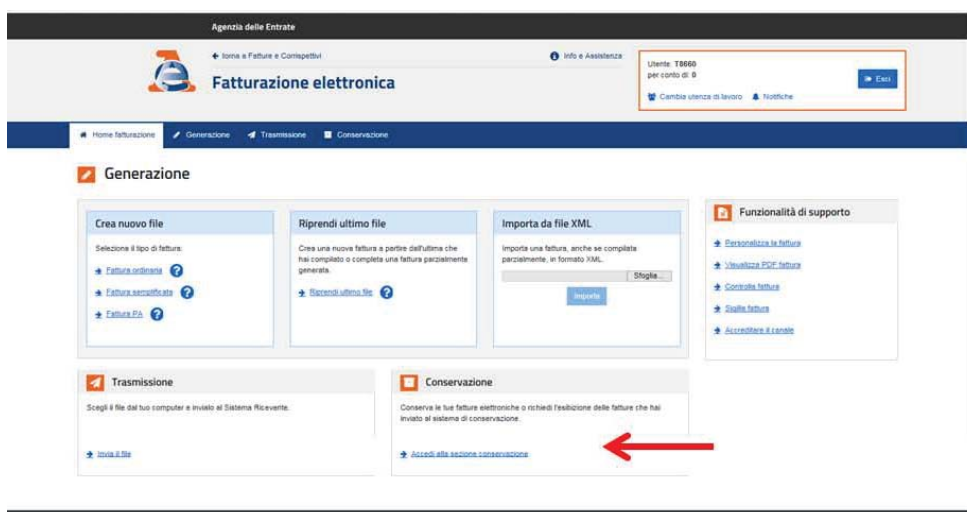 Agenzia delle Entrate
torna a Fatture e Corrispettivi
Info e Assistenza
Fatturazione elettronica
Utente: T8660
per conto di: 0
Cambia utenza di lavoro
Notifiche
Esci
Home fatturazione
Generazione
Trasmissione
Conservazione
Generazione
Crea nuovo file
Seleziona il tipo di fattura:
Fattura ordinaria ?
Fattura semplificata ?
Fattura PA ?
Riprendi ultimo file
Crea una nuova fattura a partire dall'ultima che
hai compilato o completa una fattura parzialmente
generata.
Riprendi ultimo file ?
Importa da file XML
Importa una fattura, anche se compilata
parzialmente, in formato XML.
Sfoglia...
Importa
Funzionalità di supporto
Personalizza la fattura
Visualizza PDF fattura
Controlla fattura
Sigilla fattura
Accreditare il canale
Trasmissione
Scegli il file dal tuo computer e invialo al Sistema Ricevente.
Invia il file
Conservazione
Conserva le tue fatture elettroniche o richiedi l'esibizione delle fatture che hai
inviato al sistema di conservazione.
Accedi alla sezione conservazione